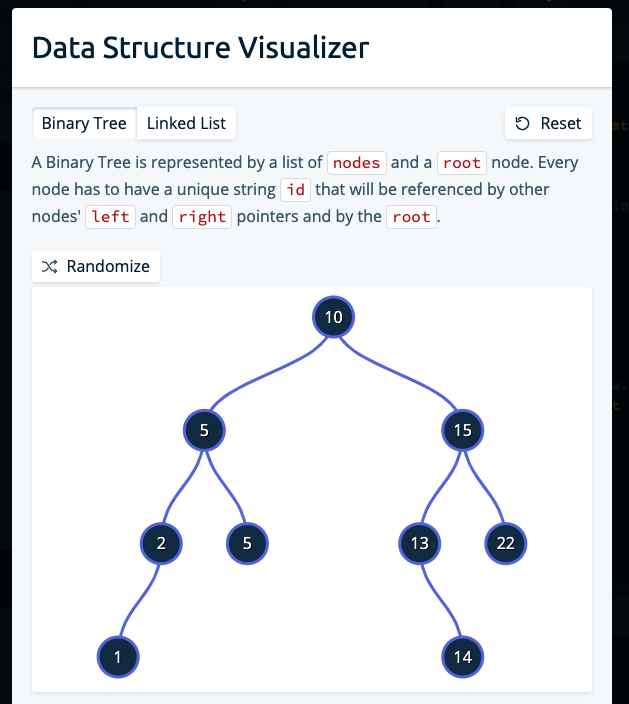 Data Structure Visualizer
Binary Tree Linked List Reset
A Binary Tree is represented by a list of nodes and a root node. Every
node has to have a unique string id that will be referenced by other
nodes' left and right pointers and by the root.
Randomize
10
5 15
2 5 13 22
1 14